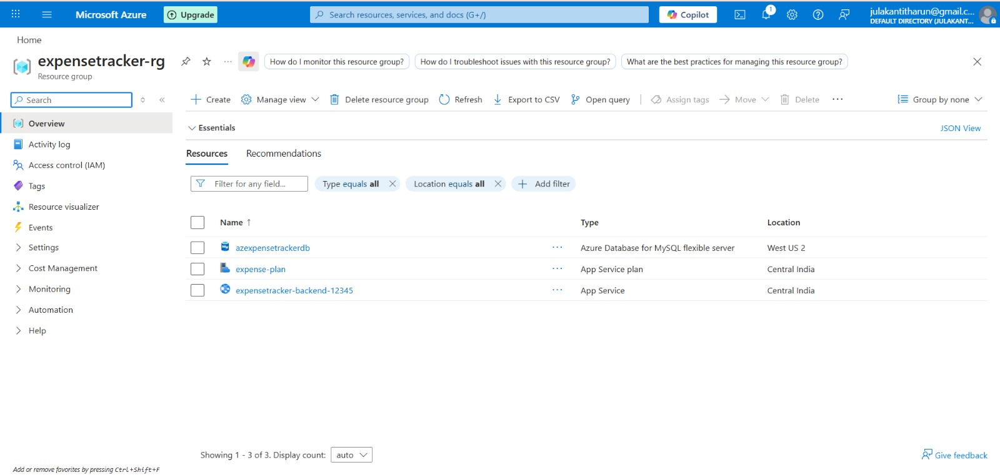 Microsoft Azure
Upgrade
Search resources, services, and docs (G+/)
Copilot
1
julakantitharun@gmail.c...
DEFAULT DIRECTORY (JULAKANT...
Home
expensetracker-rg
Resource group
How do I monitor this resource group?
How do I troubleshoot issues with this resource group?
What are the best practices for managing this resource group?
Search
Create
Manage view
Delete resource group
Refresh
Export to CSV
Open query
Assign tags
Move
Delete
Group by none
Overview
Activity log
Access control (IAM)
Tags
Resource visualizer
Events
Settings
Cost Management
Monitoring
Automation
Help
Essentials
JSON View
Resources Recommendations
Filter for any field...
Type equals all
Location equals all
Add filter
Name ↑ Type Location
azexpensetrackerdb ... Azure Database for MySQL flexible server West US 2
expense-plan ... App Service plan Central India
expensetracker-backend-12345 ... App Service Central India
Showing 1 - 3 of 3. Display count: auto
Give feedback
Add or remove favorites by pressing Ctrl+Shift+F